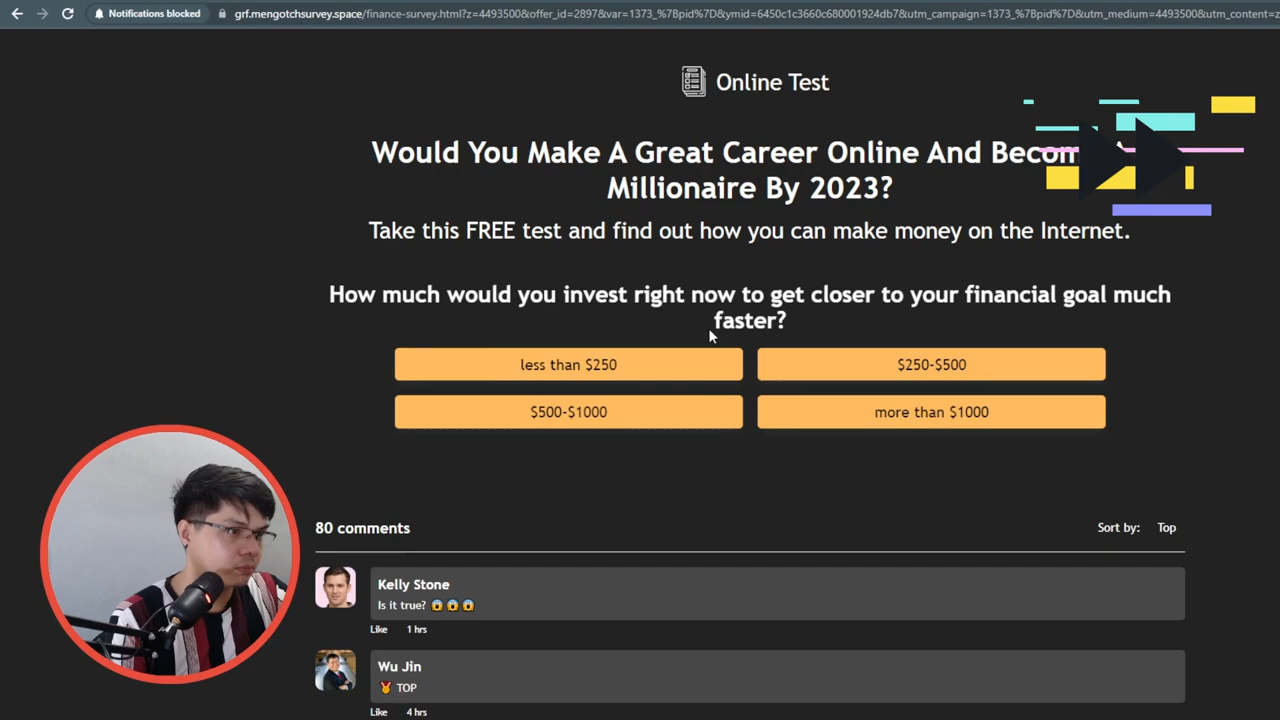 Notifications blocked
grf.mengotchsurvey.space/finance-survey.html?z=4493500&offer_id=2897&var=1373_%7Bpid%7D&ymid=6450c1c3660c680001924db7&utm_campaign=1373_%7Bpid%7D&utm_medium=4493500&utm_content=z
Online Test
Would You Make A Great Career Online And Becom
Millionaire By 2023?
Take this FREE test and find out how you can make money on the Internet.
How much would you invest right now to get closer to your financial goal much
faster?
less than $250
$250-$500
$500-$1000
more than $1000
80 comments
Sort by: Top
Kelly Stone
Is it true? 😱 😱 😱
Like 1 hrs
Wu Jin
🏅 TOP
Like 4 hrs